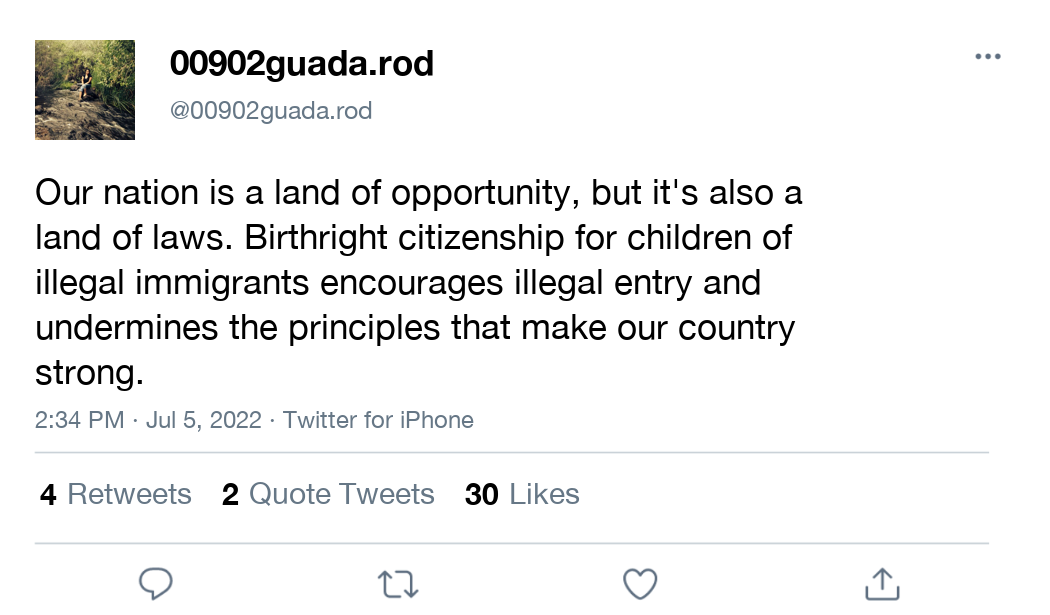 00902guada.rod
@00902guada.rod
Our nation is a land of opportunity, but it's also a
land of laws. Birthright citizenship for children of
illegal immigrants encourages illegal entry and
undermines the principles that make our country
strong.
2:34 PM · Jul 5, 2022 · Twitter for iPhone
4 Retweets 2 Quote Tweets 30 Likes